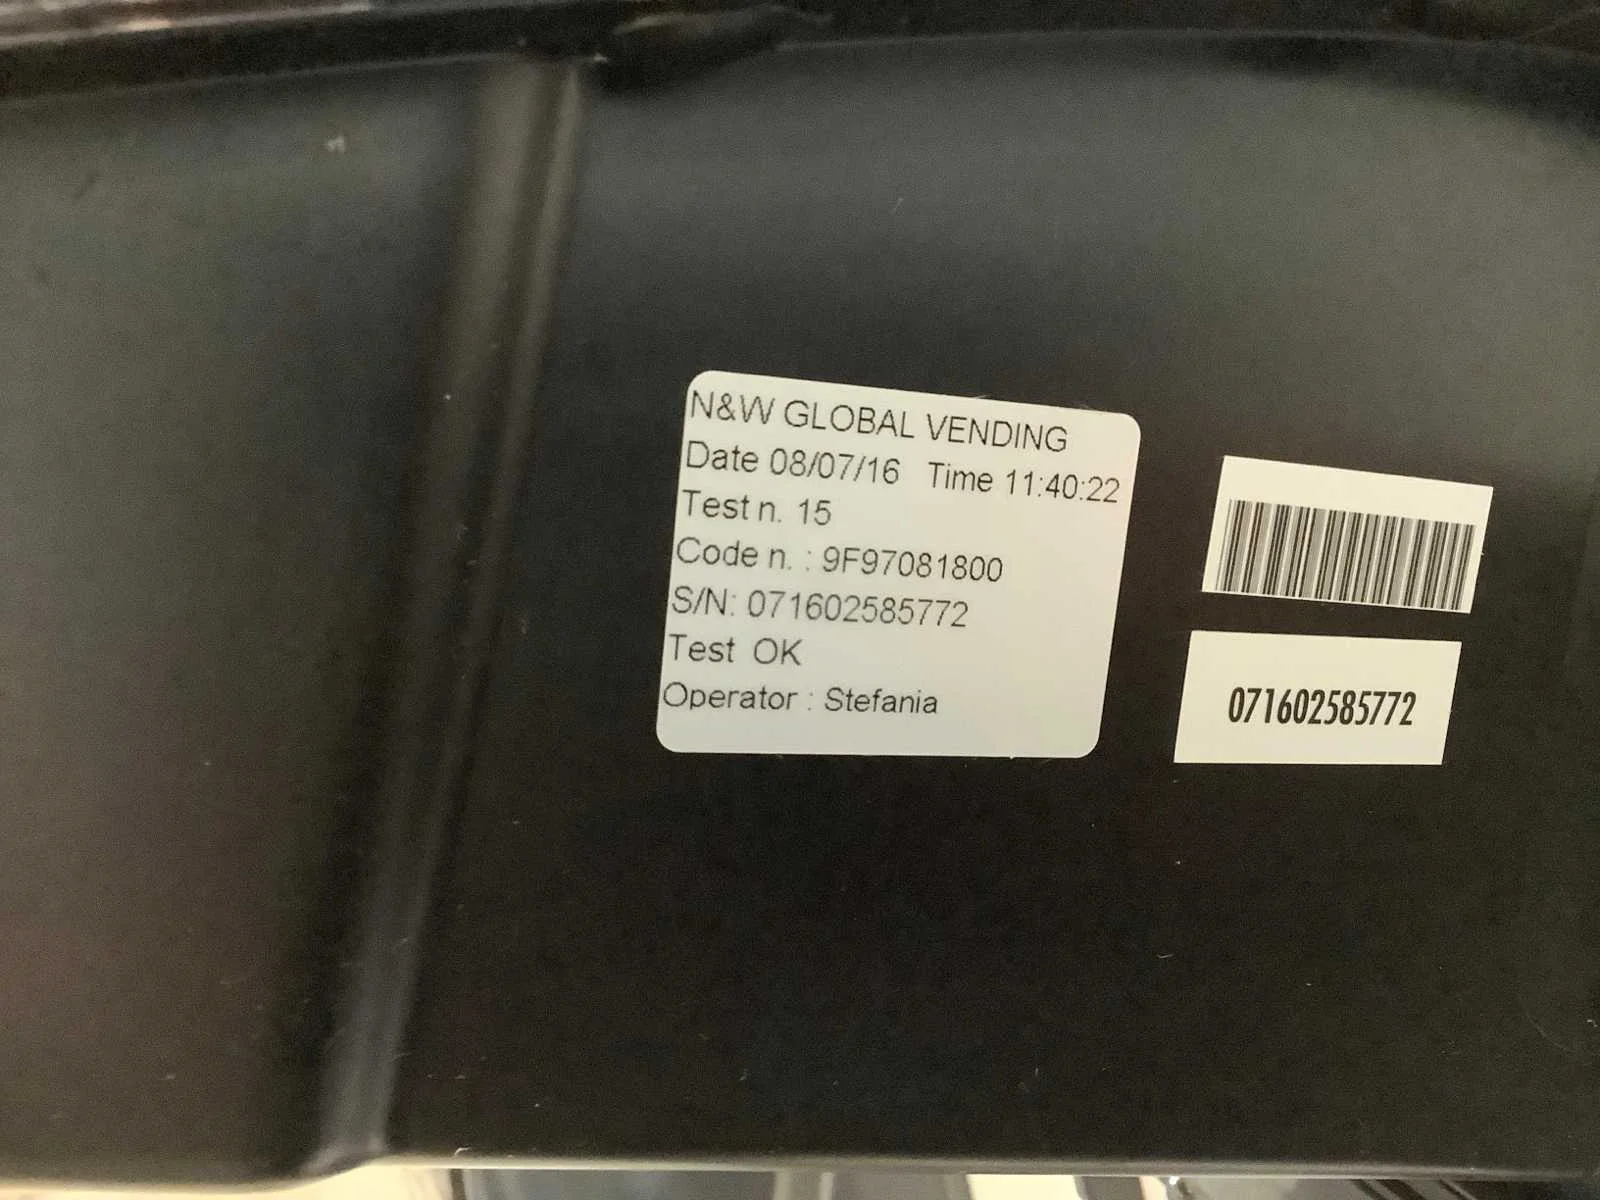 N&W GLOBAL VENDING
Date 08/07/16 Time 11:40:22
Test n. 15
Code n. : 9F97081800
S/N: 071602585772
Test OK
Operator : Stefania
071602585772